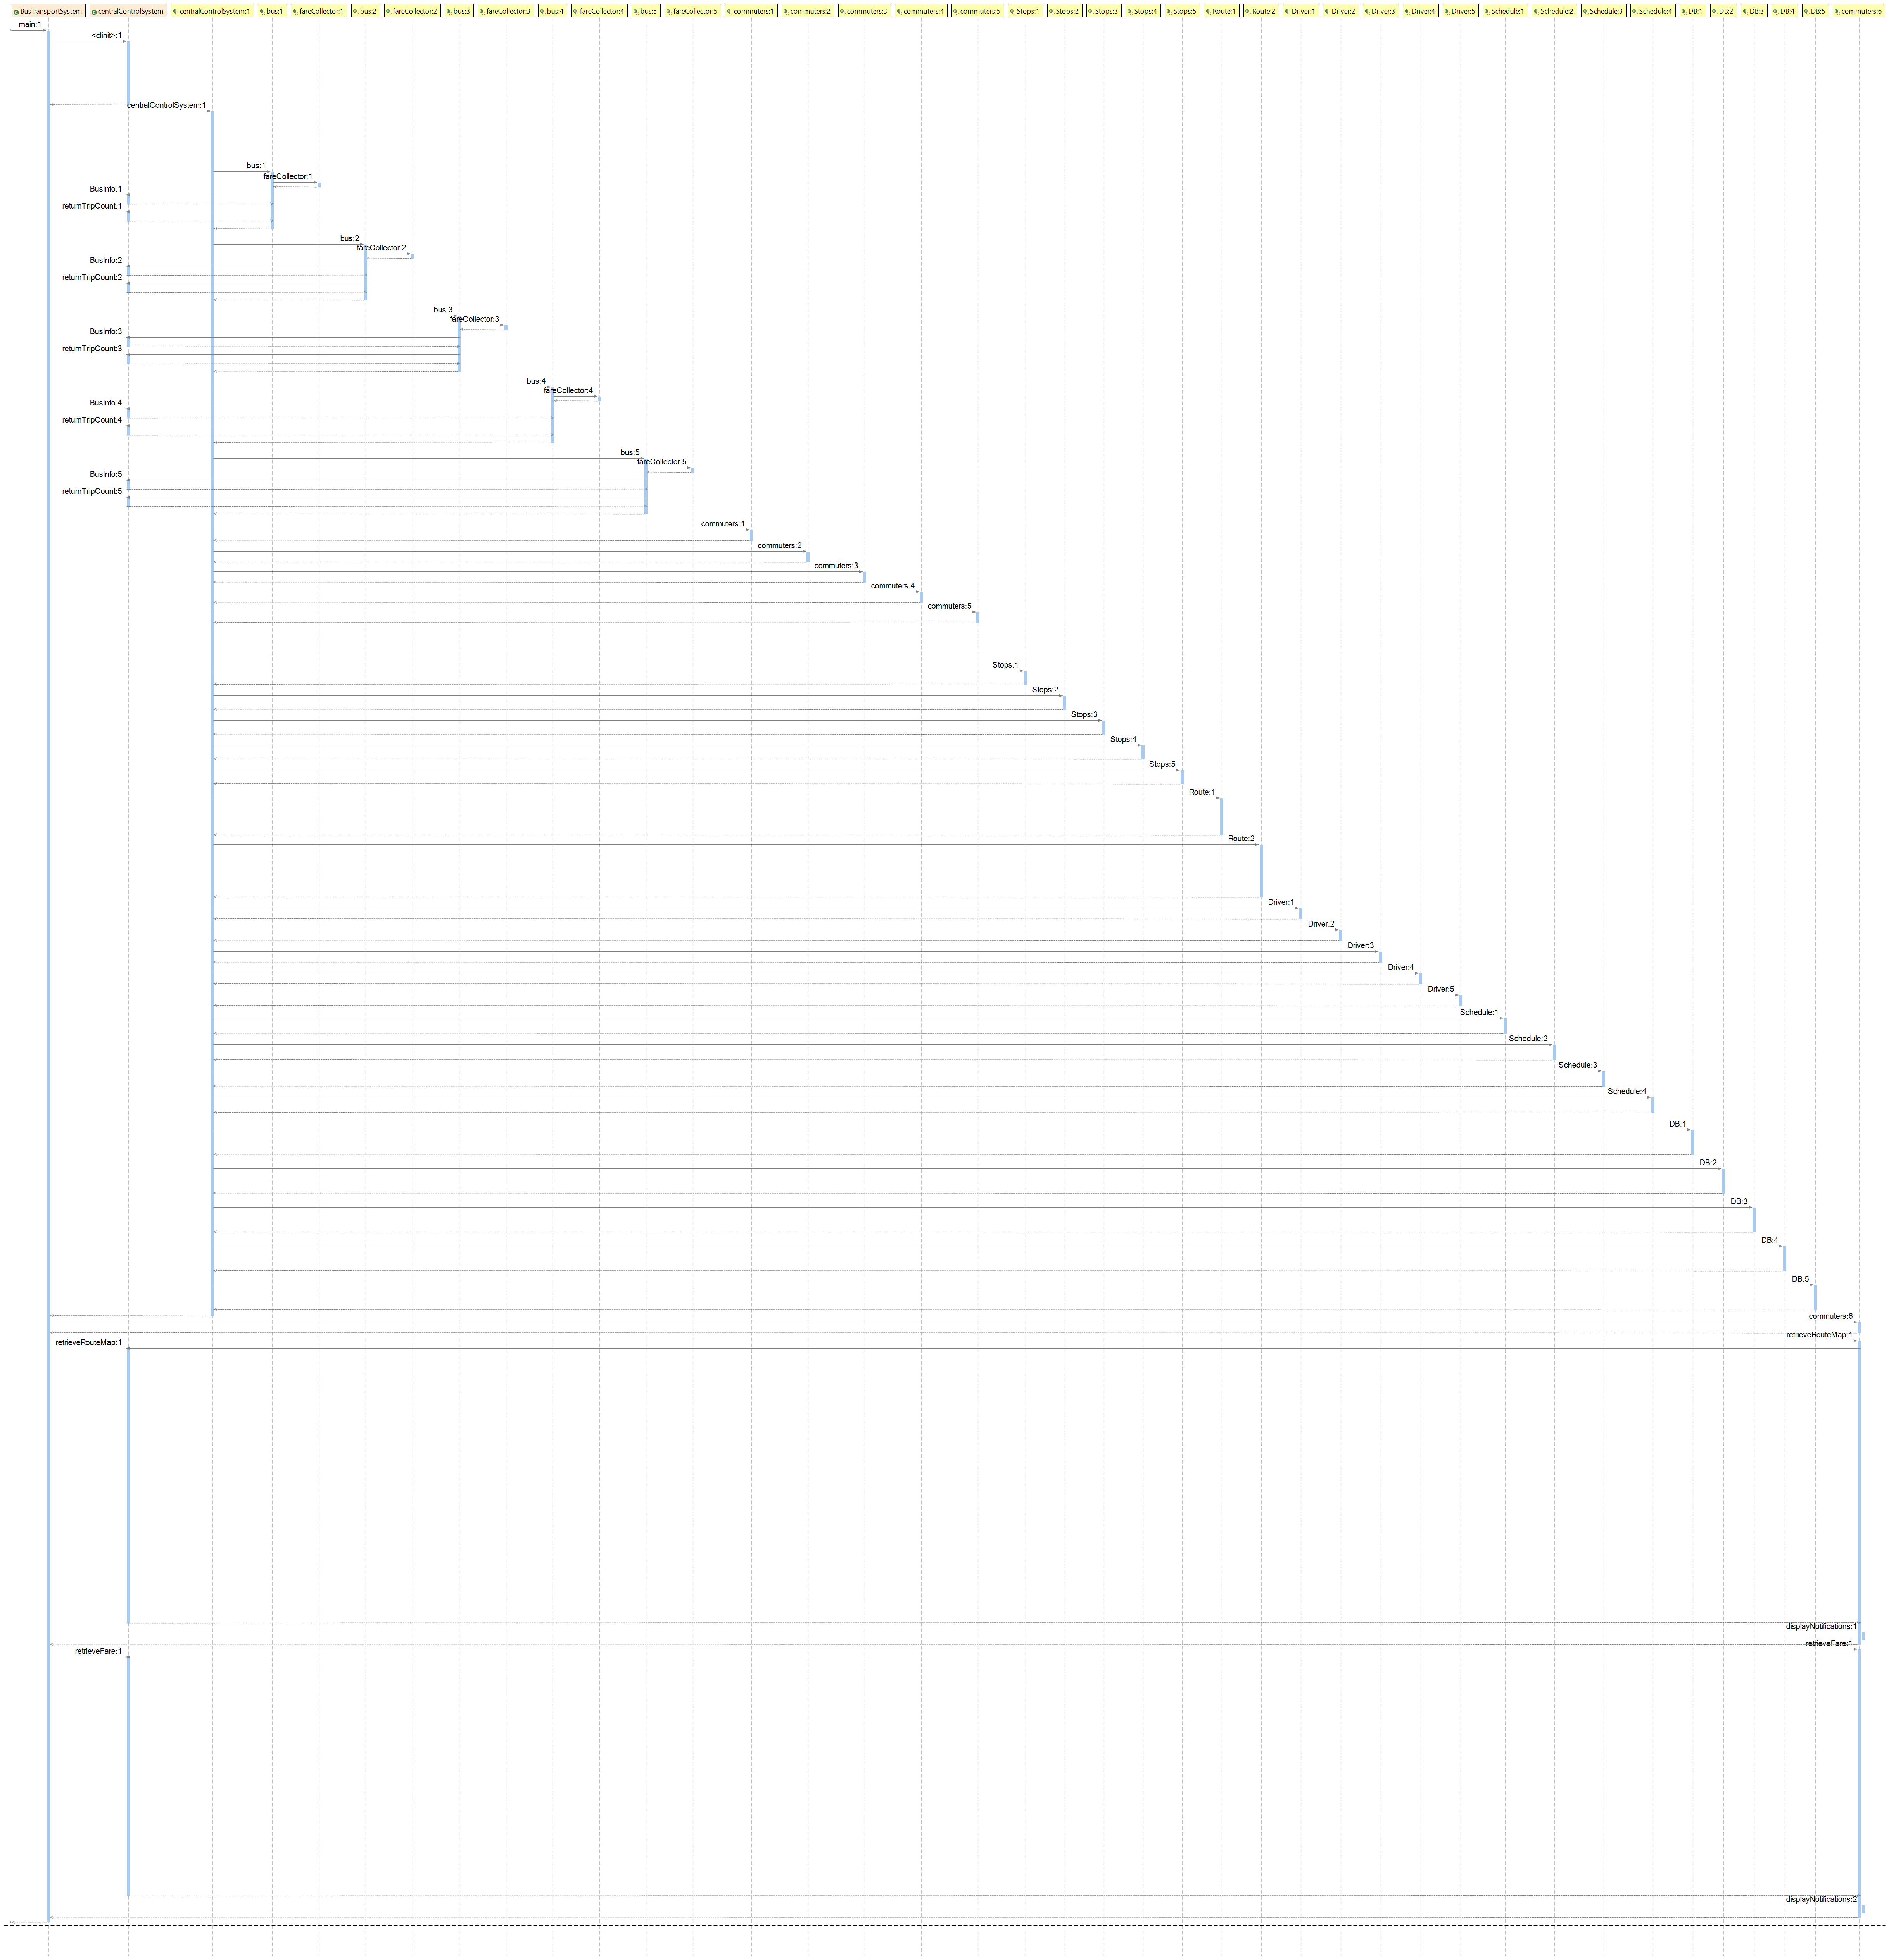 BusTransportSystem centralControlSystem centralControlSystem:1 bus:1 fareCollector:1 bus:2 fareCollector:2 bus:3 fareCollector:3 bus:4 fareCollector:4 bus:5 fareCollector:5 commuters:1 commuters:2 commuters:3 commuters:4 commuters:5 Stops:1 Stops:2 Stops:3 Stops:4 Stops:5 Route:1 Route:2 Driver:1 Driver:2 Driver:3 Driver:4 Driver:5 Schedule:1 Schedule:2 Schedule:3 Schedule:4 DB:1 DB:2 DB:3 DB:4 DB:5 commuters:6
main:1
<clinit>:1
centralControlSystem:1
bus:1
fareCollector:1
BusInfo:1
returnTripCount:1
bus:2
fareCollector:2
BusInfo:2
returnTripCount:2
bus:3
fareCollector:3
BusInfo:3
returnTripCount:3
bus:4
fareCollector:4
BusInfo:4
returnTripCount:4
bus:5
fareCollector:5
BusInfo:5
returnTripCount:5
commuters:1
commuters:2
commuters:3
commuters:4
commuters:5
Stops:1
Stops:2
Stops:3
Stops:4
Stops:5
Route:1
Route:2
Driver:1
Driver:2
Driver:3
Driver:4
Driver:5
Schedule:1
Schedule:2
Schedule:3
Schedule:4
DB:1
DB:2
DB:3
DB:4
DB:5
commuters:6
retrieveRouteMap:1
retrieveRouteMap:1
displayNotifications:1
retrieveFare:1
retrieveFare:1
displayNotifications:2